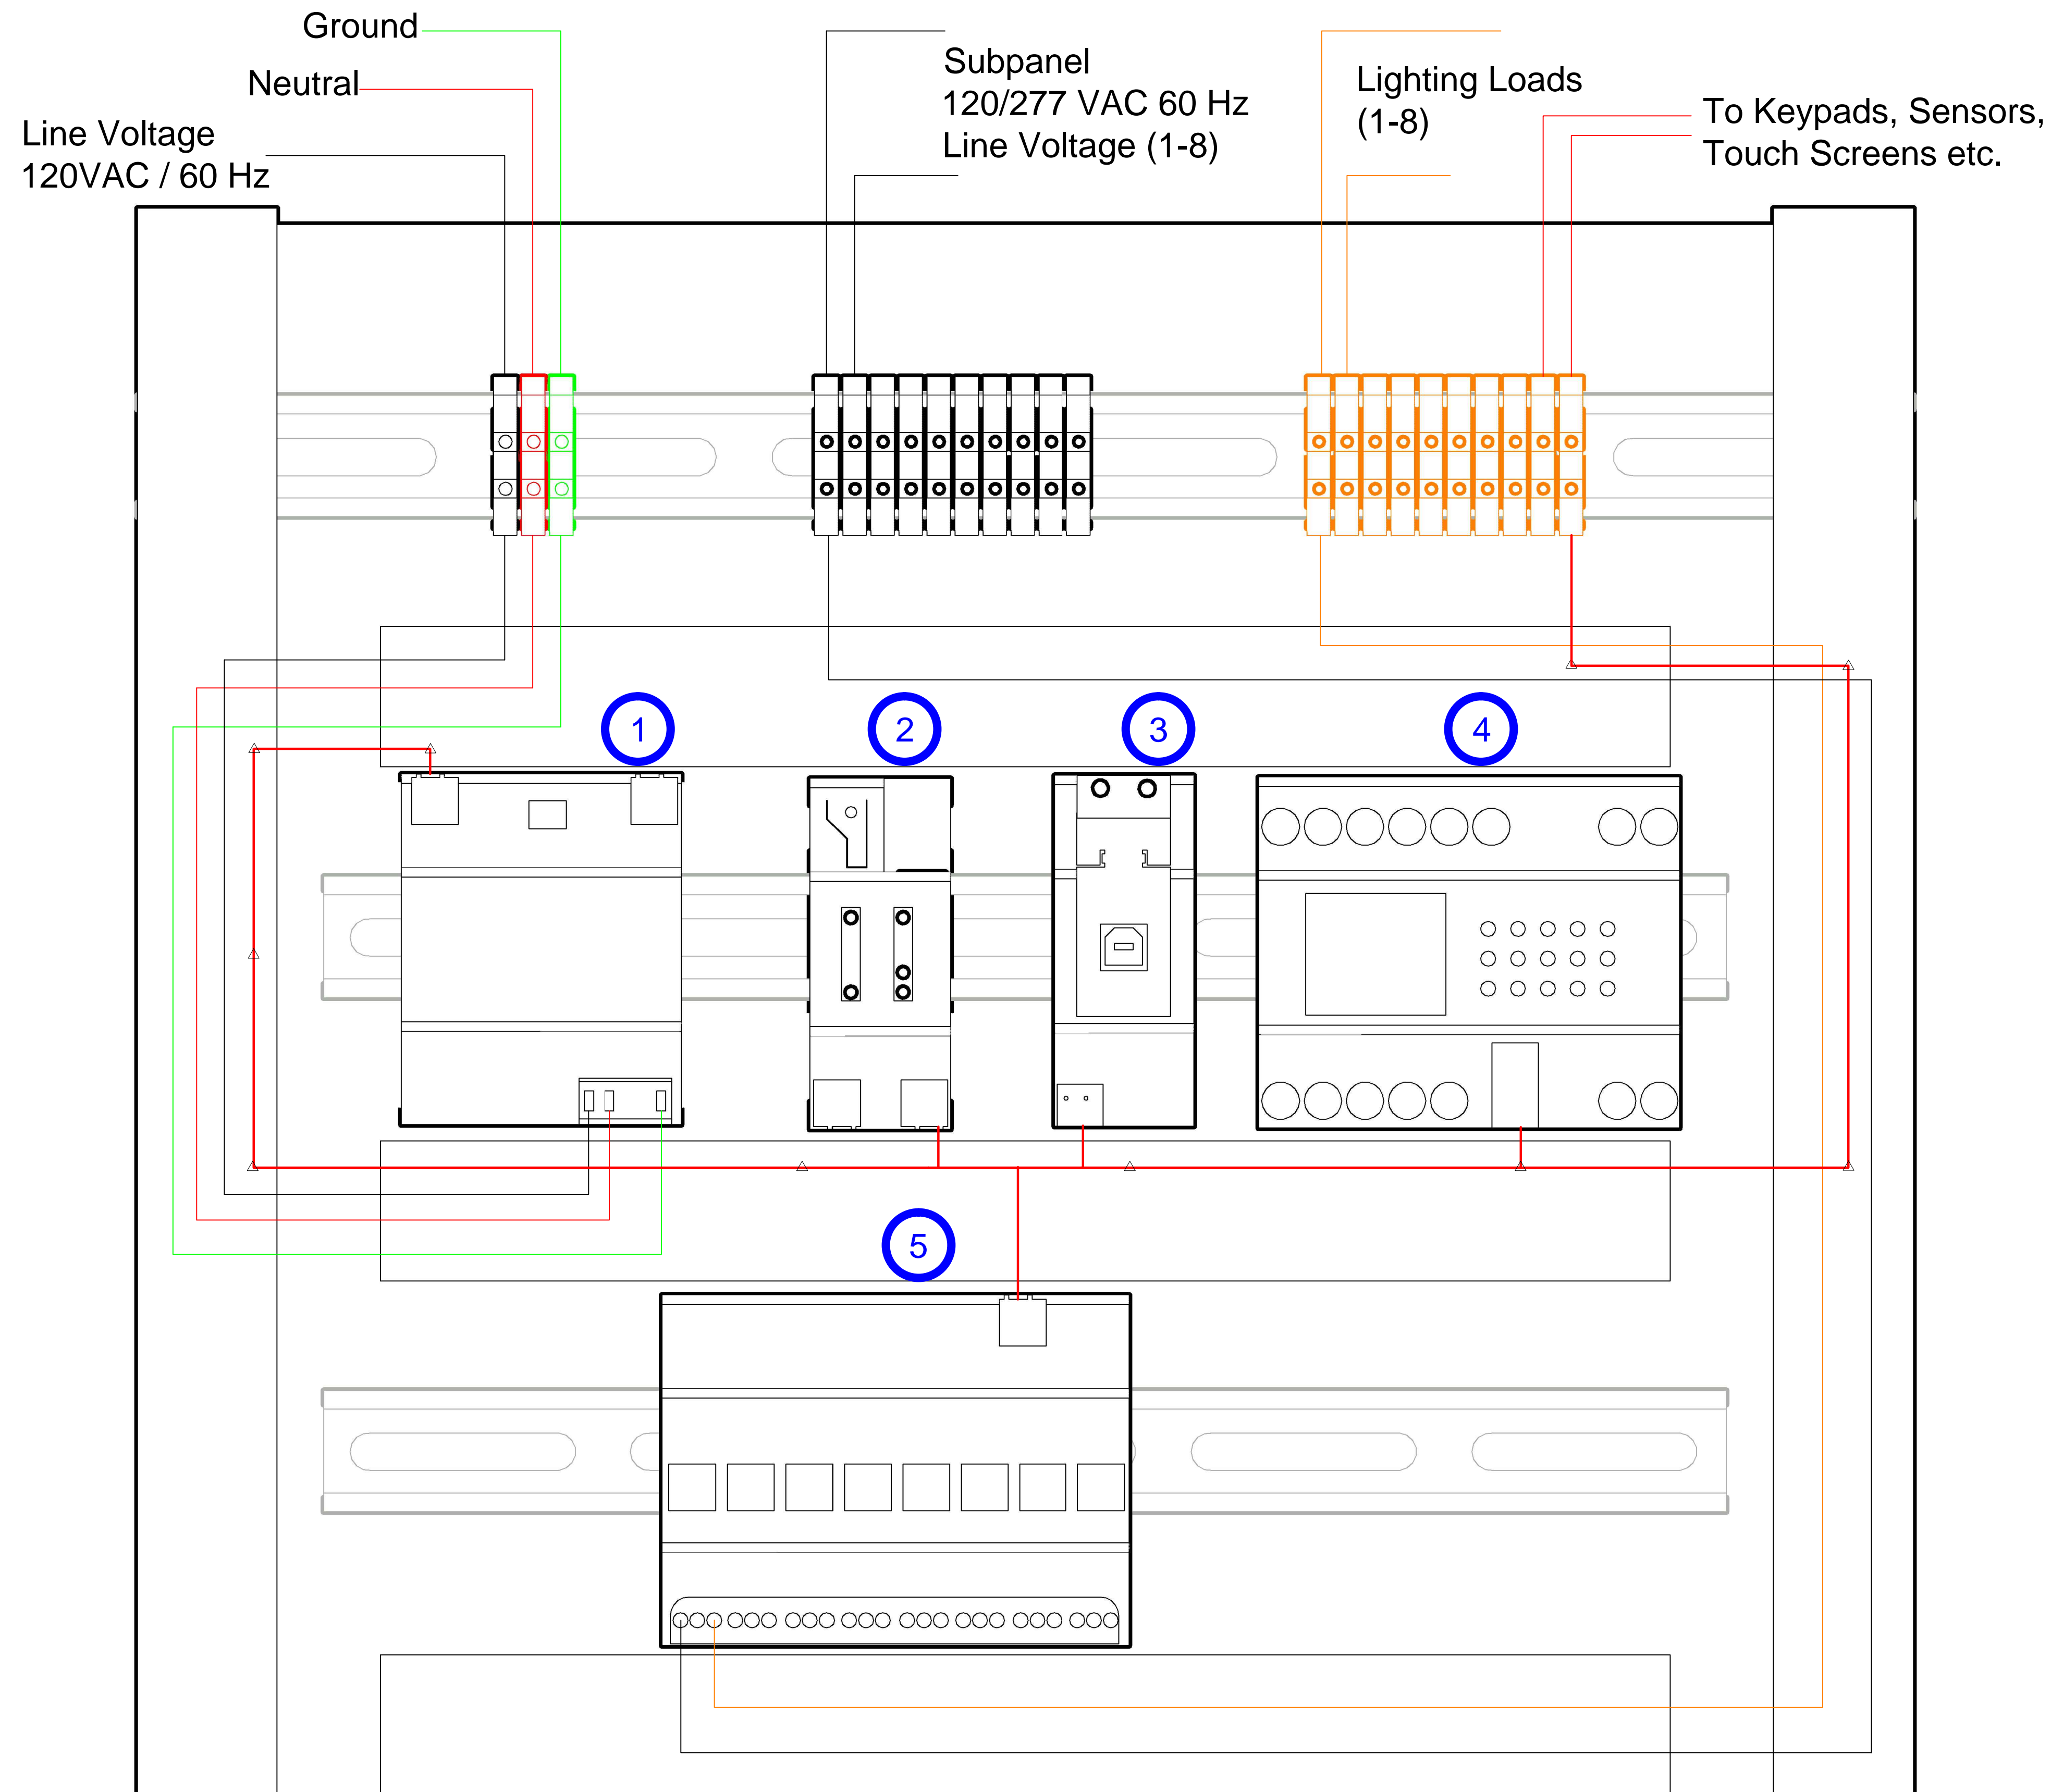 Ground
Neutral
Line Voltage
120VAC / 60 Hz
Subpanel
120/277 VAC 60 Hz
Line Voltage (1-8)
Lighting Loads
(1-8)
To Keypads, Sensors,
Touch Screens etc.
1
2
3
4
5